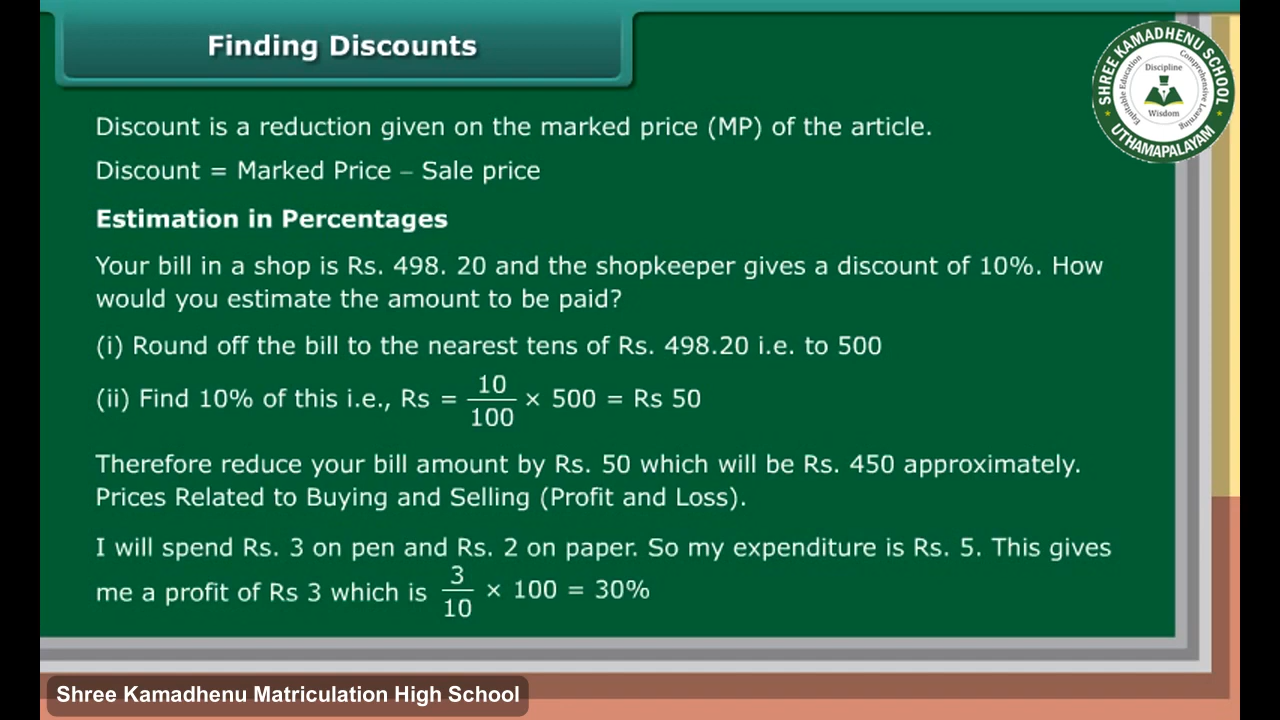 Finding Discounts
SHREE KAMADHENU SCHOOL
Equitable Education
Discipline
Comprehensive Learning
Wisdom
UTHAMAPALAYAM
Discount is a reduction given on the marked price (MP) of the article.
Discount = Marked Price – Sale price
Estimation in Percentages
Your bill in a shop is Rs. 498. 20 and the shopkeeper gives a discount of 10%. How
would you estimate the amount to be paid?
(i) Round off the bill to the nearest tens of Rs. 498.20 i.e. to 500
(ii) Find 10% of this i.e., Rs = 10/100 × 500 = Rs 50
Therefore reduce your bill amount by Rs. 50 which will be Rs. 450 approximately.
Prices Related to Buying and Selling (Profit and Loss).
I will spend Rs. 3 on pen and Rs. 2 on paper. So my expenditure is Rs. 5. This gives
me a profit of Rs 3 which is 3/10 × 100 = 30%
Shree Kamadhenu Matriculation High School